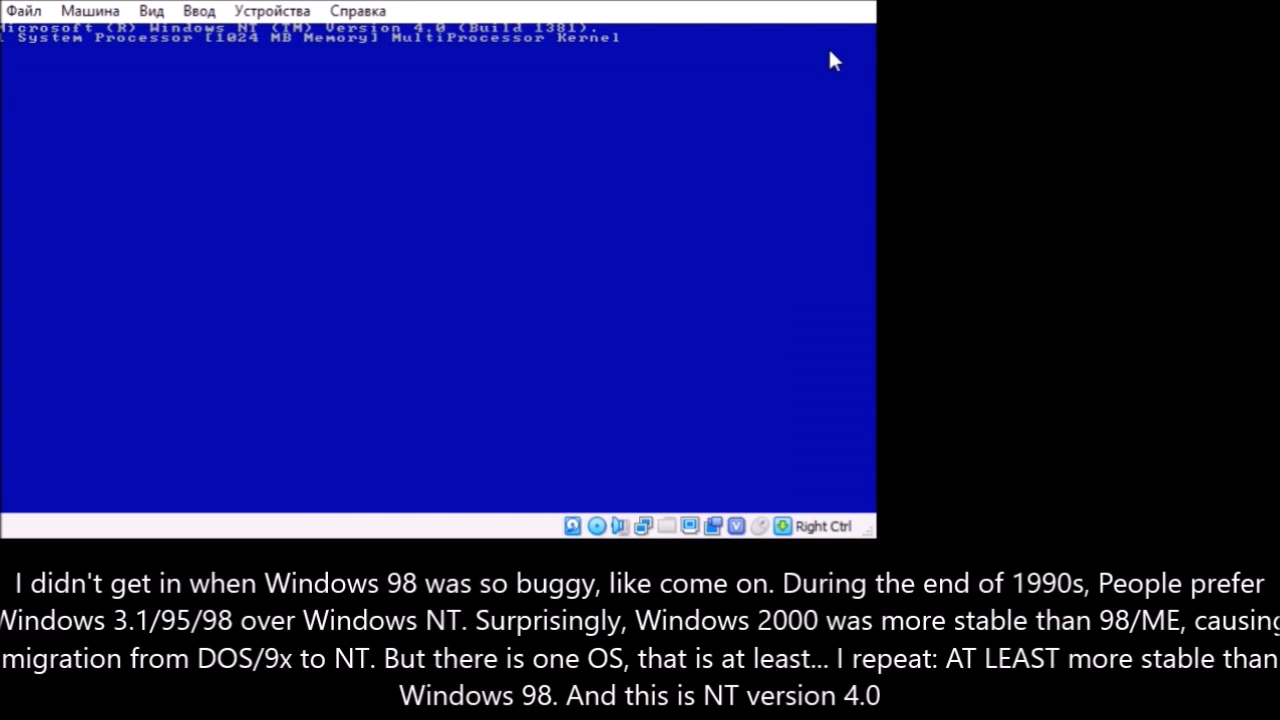 Файл Машина Вид Ввод Устройства Справка
Microsoft (R) Windows NT (TM) Version 4.0 (Build 1381).
System Processor [1024 MB Memory] MultiProcessor Kernel
Right Ctrl
I didn't get in when Windows 98 was so buggy, like come on. During the end of 1990s, People prefer
Windows 3.1/95/98 over Windows NT. Surprisingly, Windows 2000 was more stable than 98/ME, causing
migration from DOS/9x to NT. But there is one OS, that is at least... I repeat: AT LEAST more stable than
Windows 98. And this is NT version 4.0